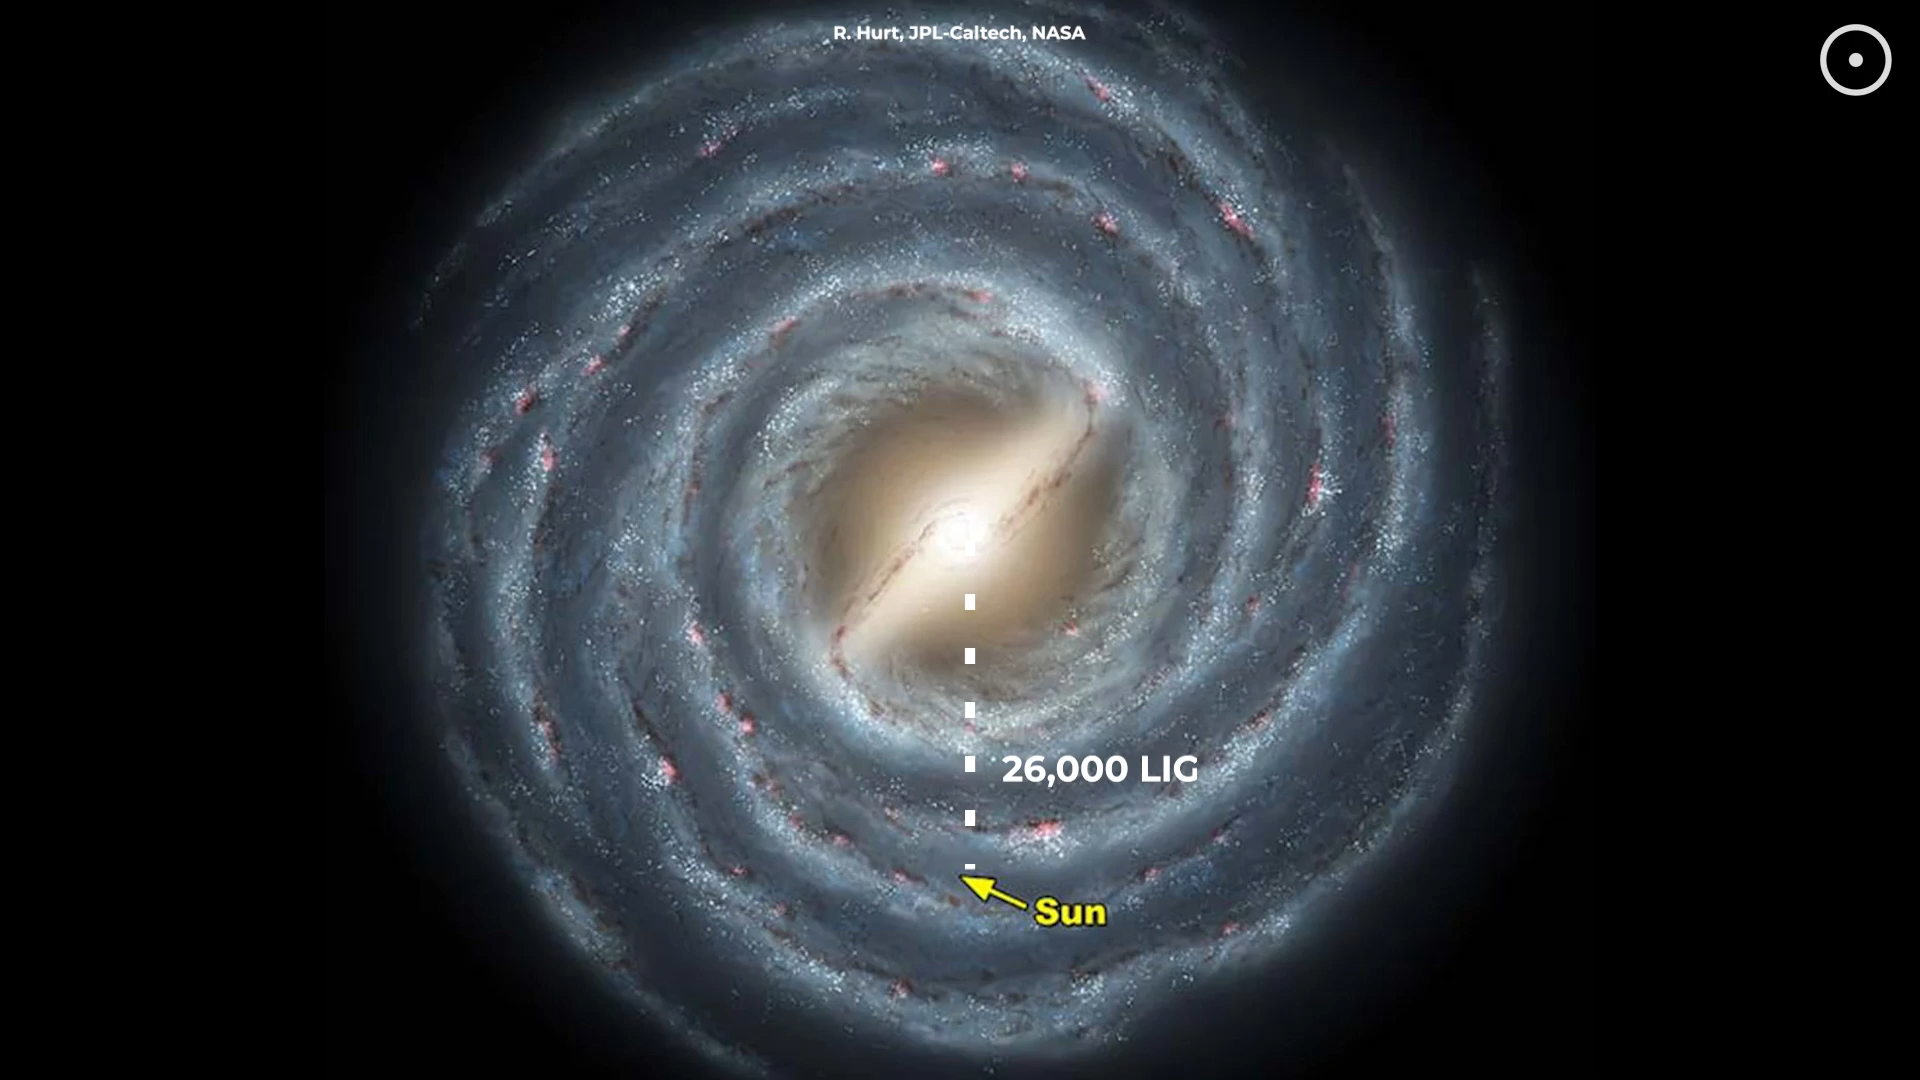 R. Hurt, JPL-Caltech, NASA
26,000 LIG
Sun